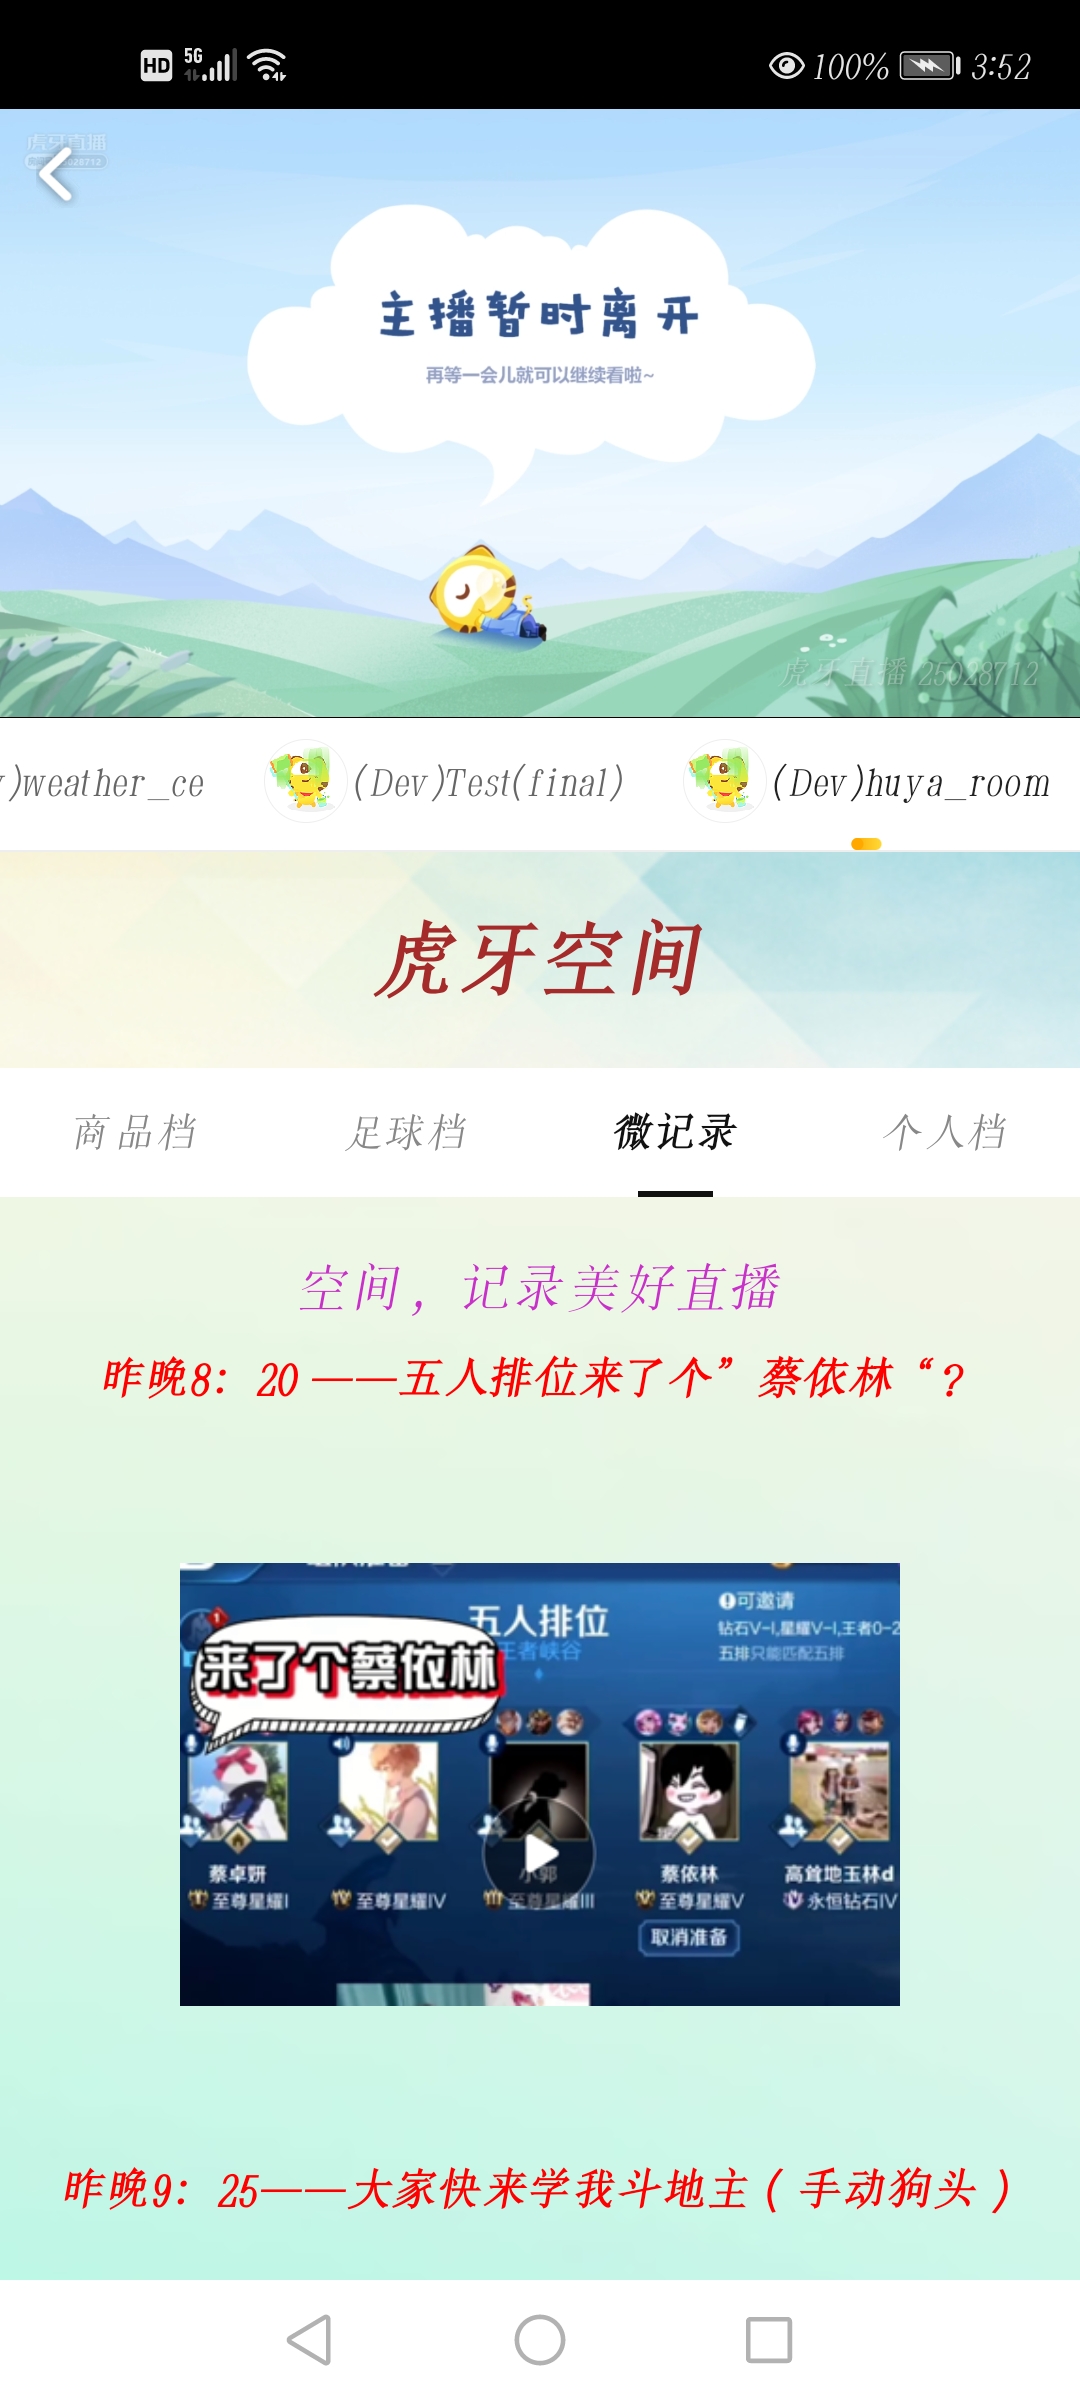 HD 5G 100% 3:52
虎牙直播
主播暂时离开
再等一会儿就可以继续看啦~
虎牙直播 25028712
)weather_ce (Dev)Test(final) (Dev)huya_room
虎牙空间
商品档 足球档 微记录 个人档
空间，记录美好直播
昨晚8：20 ——五人排位来了个”蔡依林“？
五人排位
王者峡谷
可邀请
钻石V-I,星耀V-I,王者0-2
五排只能匹配五排
来了个蔡依林
蔡卓妍 小郭 蔡依林 高耸地玉林d
至尊星耀I 至尊星耀IV 至尊星耀III 至尊星耀V 永恒钻石IV
取消准备
昨晚9：25——大家快来学我斗地主（手动狗头）